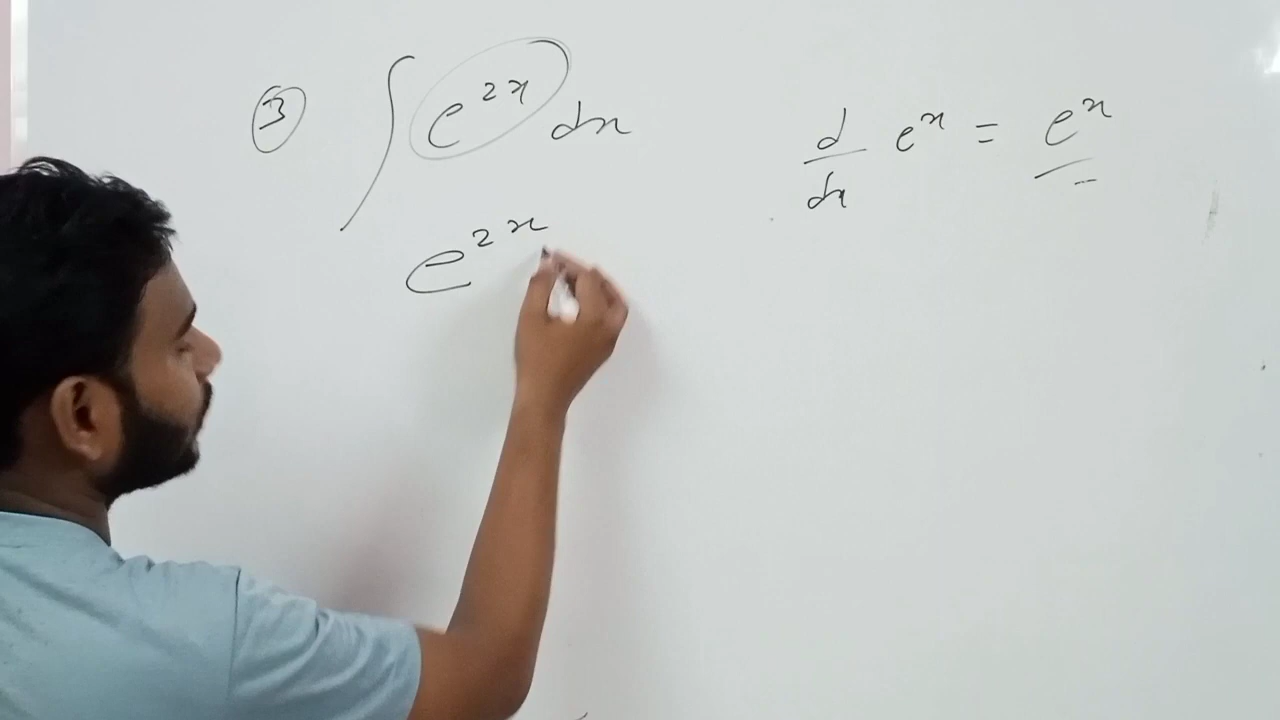 ③ ∫ e^{2x} dx
e^{2x}
d/dx e^x = e^x